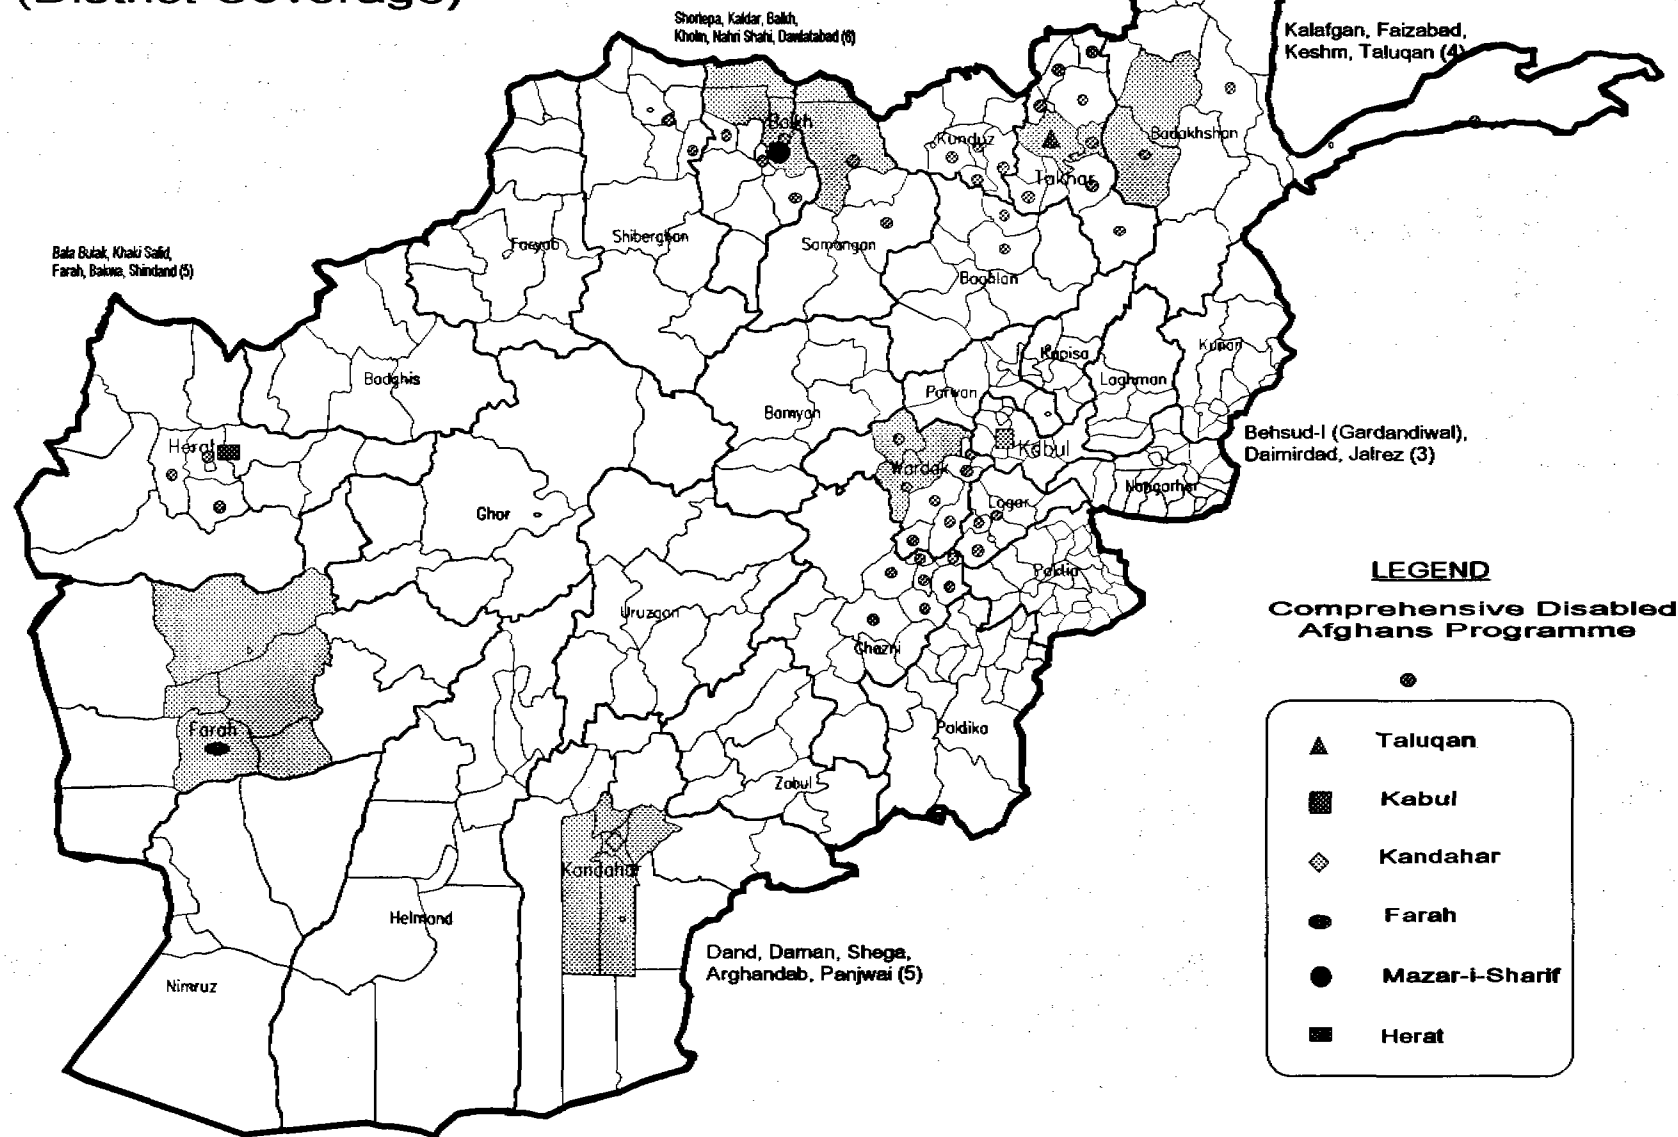 (District Coverage)
Shortepa, Kaldar, Balkh,
Kholm, Nahri Shahi, Dawlatabad (6)
Kalafgan, Faizabad,
Keshm, Taluqan (4)
Balkh
Kunduz
Badakhshan
Takhar
Bala Buluk, Khaki Safid,
Farah, Bakwa, Shindand (5)
Faryab
Shiberghan
Samangan
Baghlan
Kapisa
Kunar
Badghis
Laghman
Parwan
Bamyan
Herat
Kabul
Behsud-I (Gardandiwal),
Daimirdad, Jalrez (3)
Wardak
Nangarhar
Logar
Ghor
Paktia
LEGEND
Comprehensive Disabled
Afghans Programme
Uruzgan
Ghazni
Farah
Paktika
Taluqan
Zabul
Kabul
Kandahar
Kandahar
Helmand
Farah
Dand, Daman, Shega,
Arghandab, Panjwai (5)
Mazar-i-Sharif
Nimruz
Herat